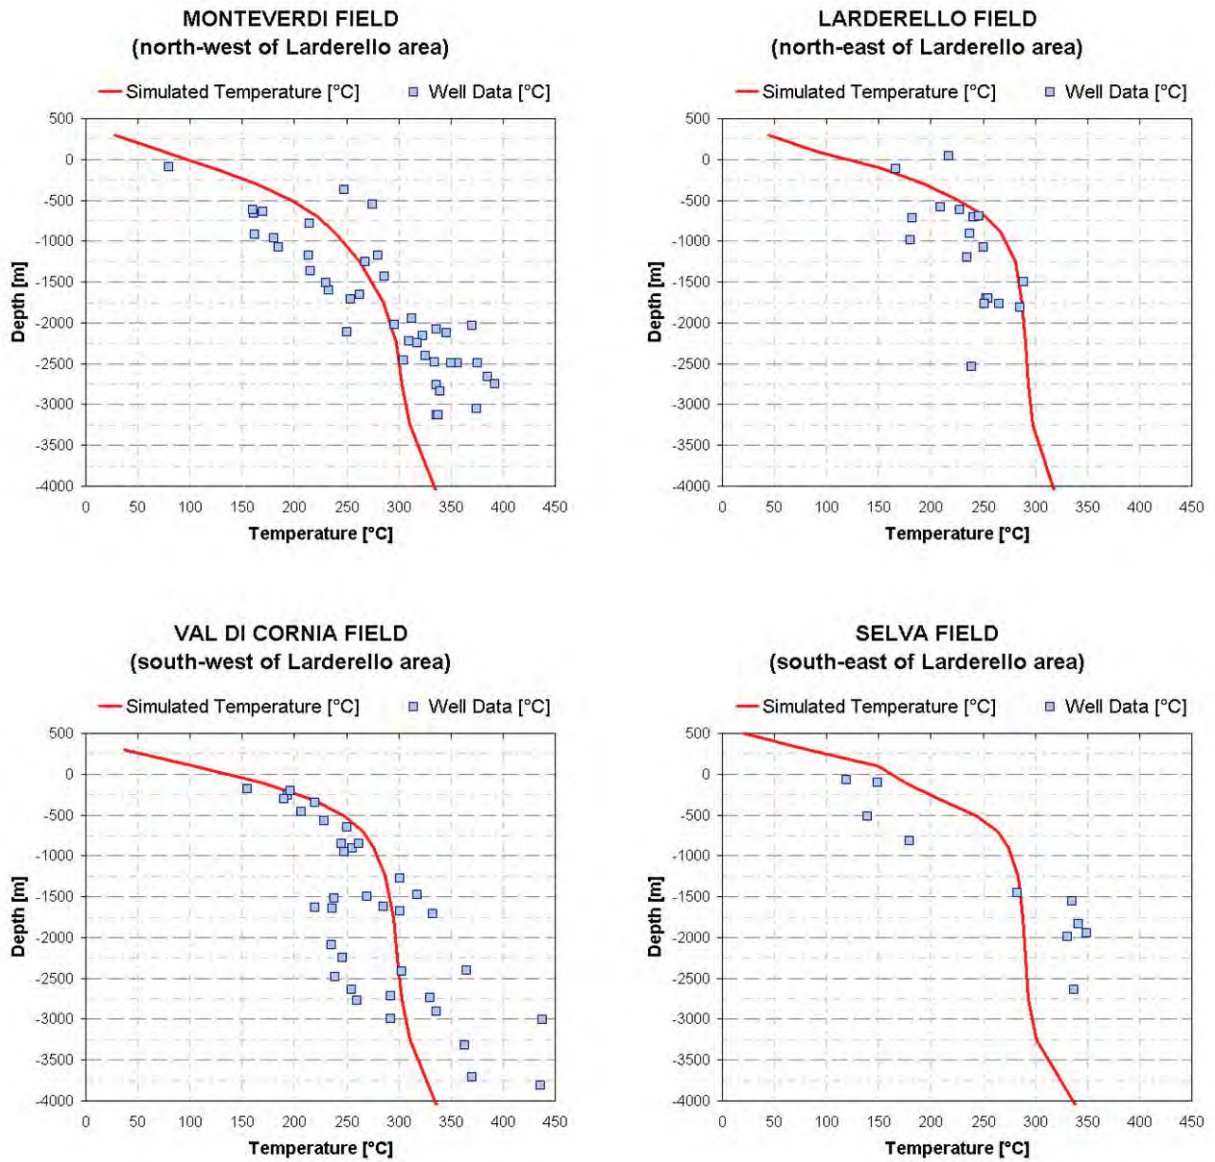 MONTEVERDI FIELD
(north-west of Larderello area)
Simulated Temperature [°C] Well Data [°C]
500
0
-500
-1000
-1500
-2000
-2500
-3000
-3500
-4000
Depth [m]
0 50 100 150 200 250 300 350 400 450
Temperature [°C]
LARDERELLO FIELD
(north-east of Larderello area)
Simulated Temperature [°C] Well Data [°C]
500
0
-500
-1000
-1500
-2000
-2500
-3000
-3500
-4000
Depth [m]
0 50 100 150 200 250 300 350 400 450
Temperature [°C]
VAL DI CORNIA FIELD
(south-west of Larderello area)
Simulated Temperature [°C] Well Data [°C]
500
0
-500
-1000
-1500
-2000
-2500
-3000
-3500
-4000
Depth [m]
0 50 100 150 200 250 300 350 400 450
Temperature [°C]
SELVA FIELD
(south-east of Larderello area)
Simulated Temperature [°C] Well Data [°C]
500
0
-500
-1000
-1500
-2000
-2500
-3000
-3500
-4000
Depth [m]
0 50 100 150 200 250 300 350 400 450
Temperature [°C]